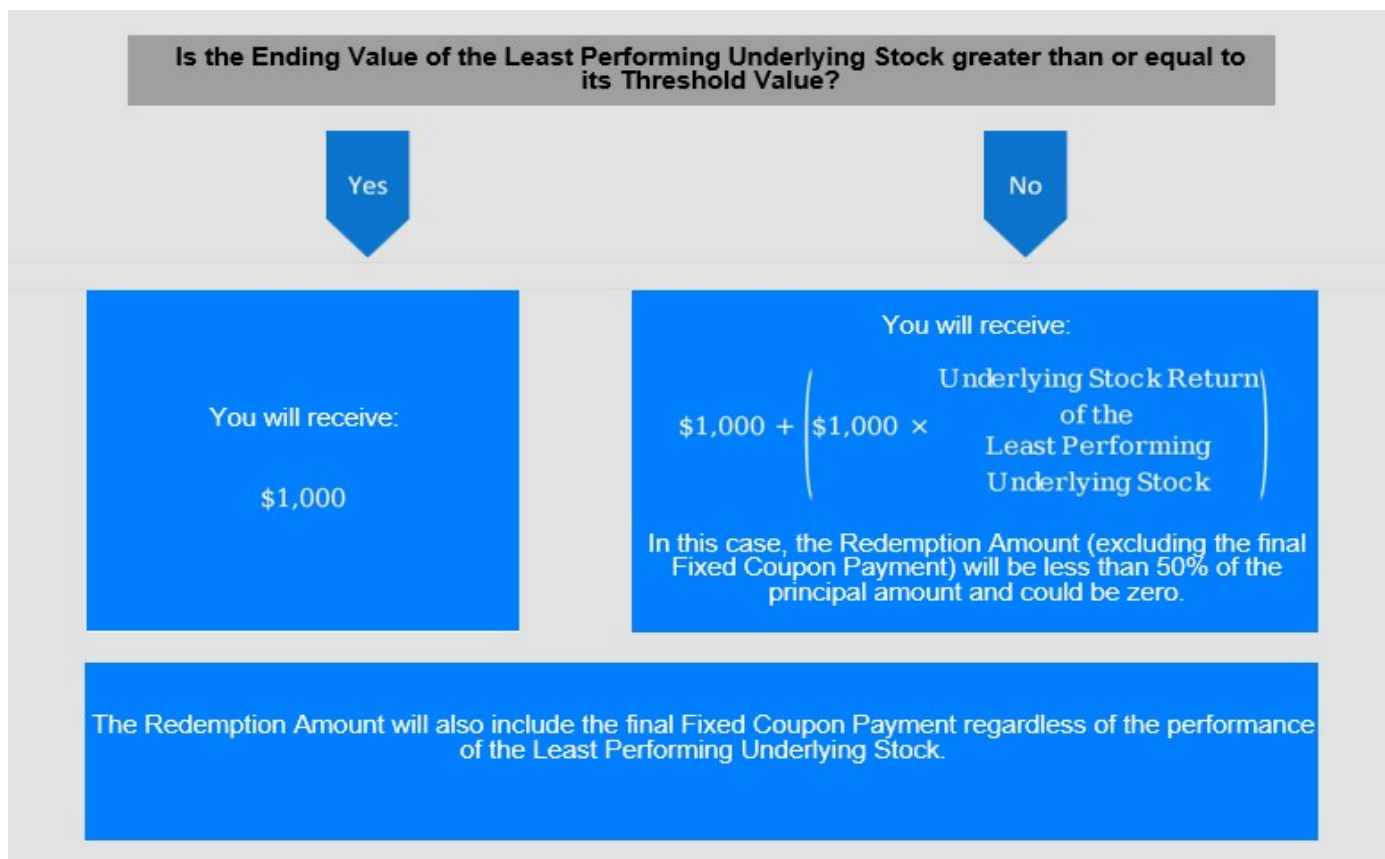 Is the Ending Value of the Least Performing Underlying Stock greater than or equal to
its Threshold Value?
Yes
No
You will receive:
$1,000
You will receive:
$1,000 + ($1,000 × Underlying Stock Return
of the
Least Performing
Underlying Stock)
In this case, the Redemption Amount (excluding the final
Fixed Coupon Payment) will be less than 50% of the
principal amount and could be zero.
The Redemption Amount will also include the final Fixed Coupon Payment regardless of the performance
of the Least Performing Underlying Stock.